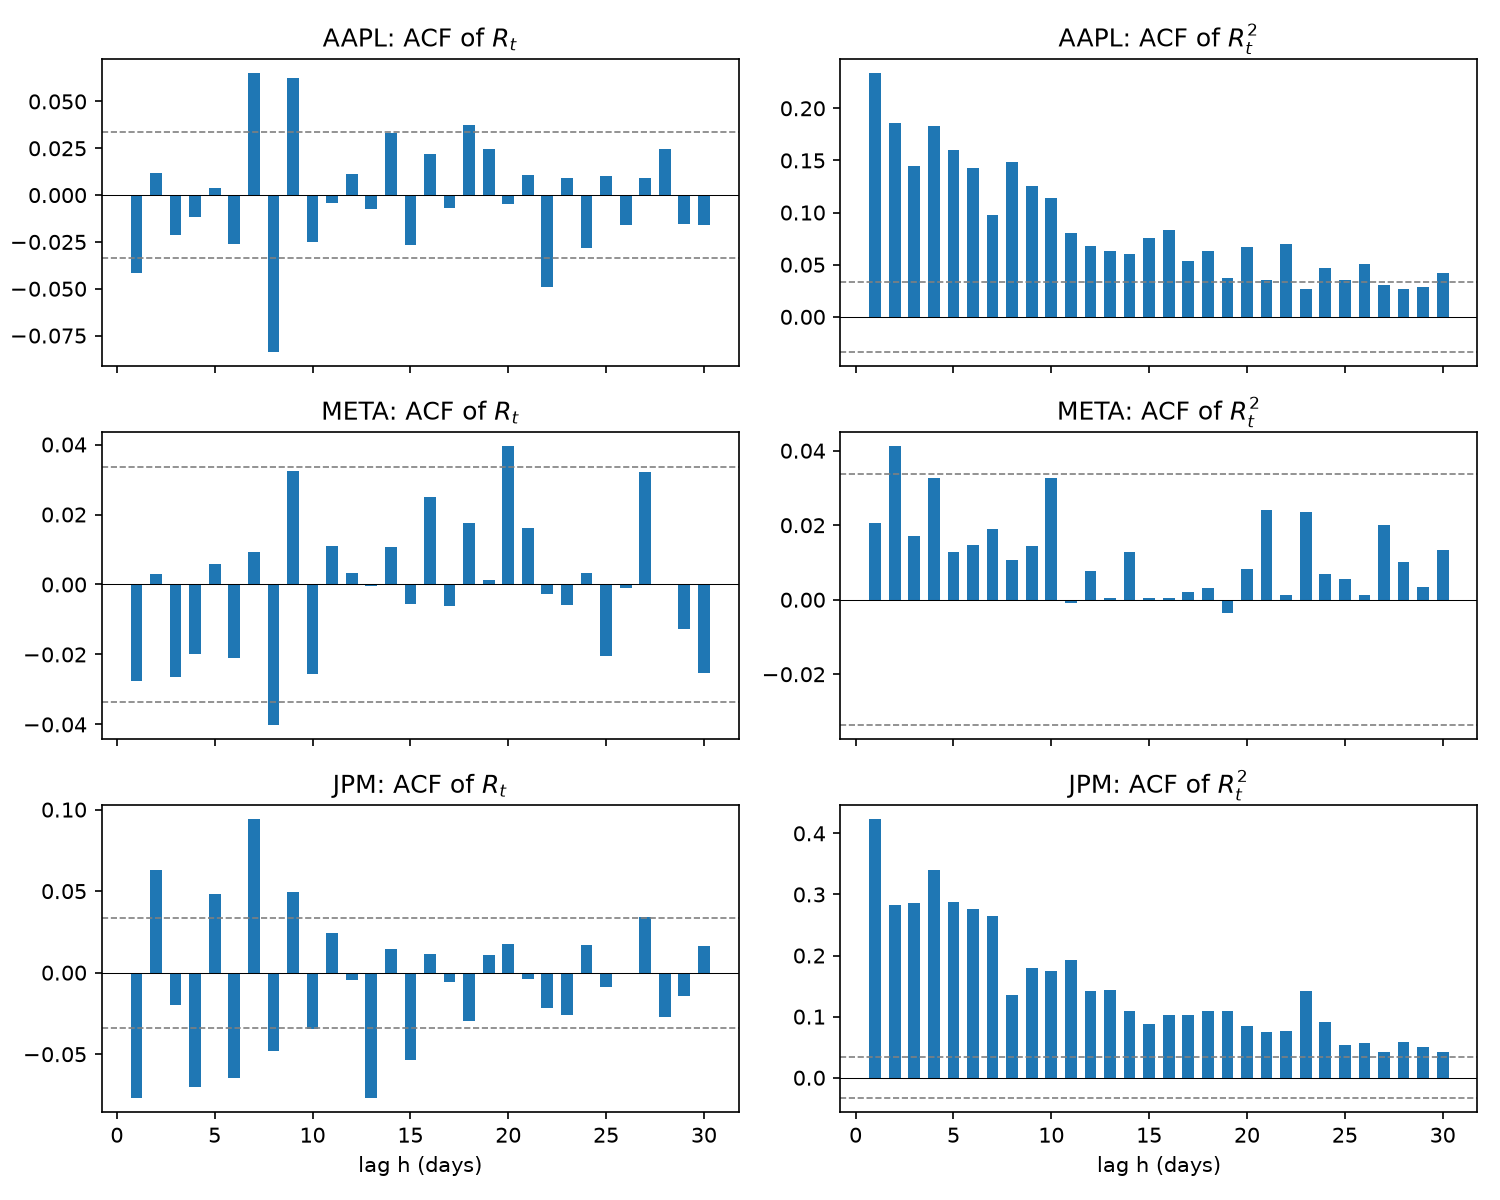 AAPL: ACF of $R_t$
0.050
0.025
0.000
−0.025
−0.050
−0.075
AAPL: ACF of $R_t^2$
0.20
0.15
0.10
0.05
0.00
META: ACF of $R_t$
0.04
0.02
0.00
−0.02
−0.04
META: ACF of $R_t^2$
0.04
0.02
0.00
−0.02
JPM: ACF of $R_t$
0.10
0.05
0.00
−0.05
0 5 10 15 20 25 30
lag h (days)
JPM: ACF of $R_t^2$
0.4
0.3
0.2
0.1
0.0
0 5 10 15 20 25 30
lag h (days)